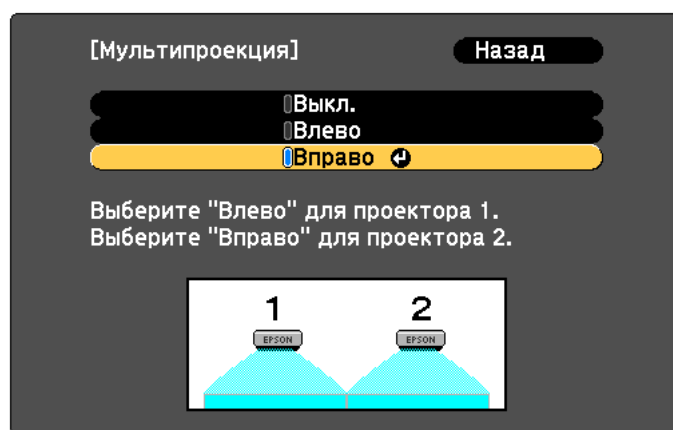 [Мультипроекция] Назад
Выкл.
Влево
Вправо
Выберите "Влево" для проектора 1.
Выберите "Вправо" для проектора 2.
1 2
EPSON EPSON